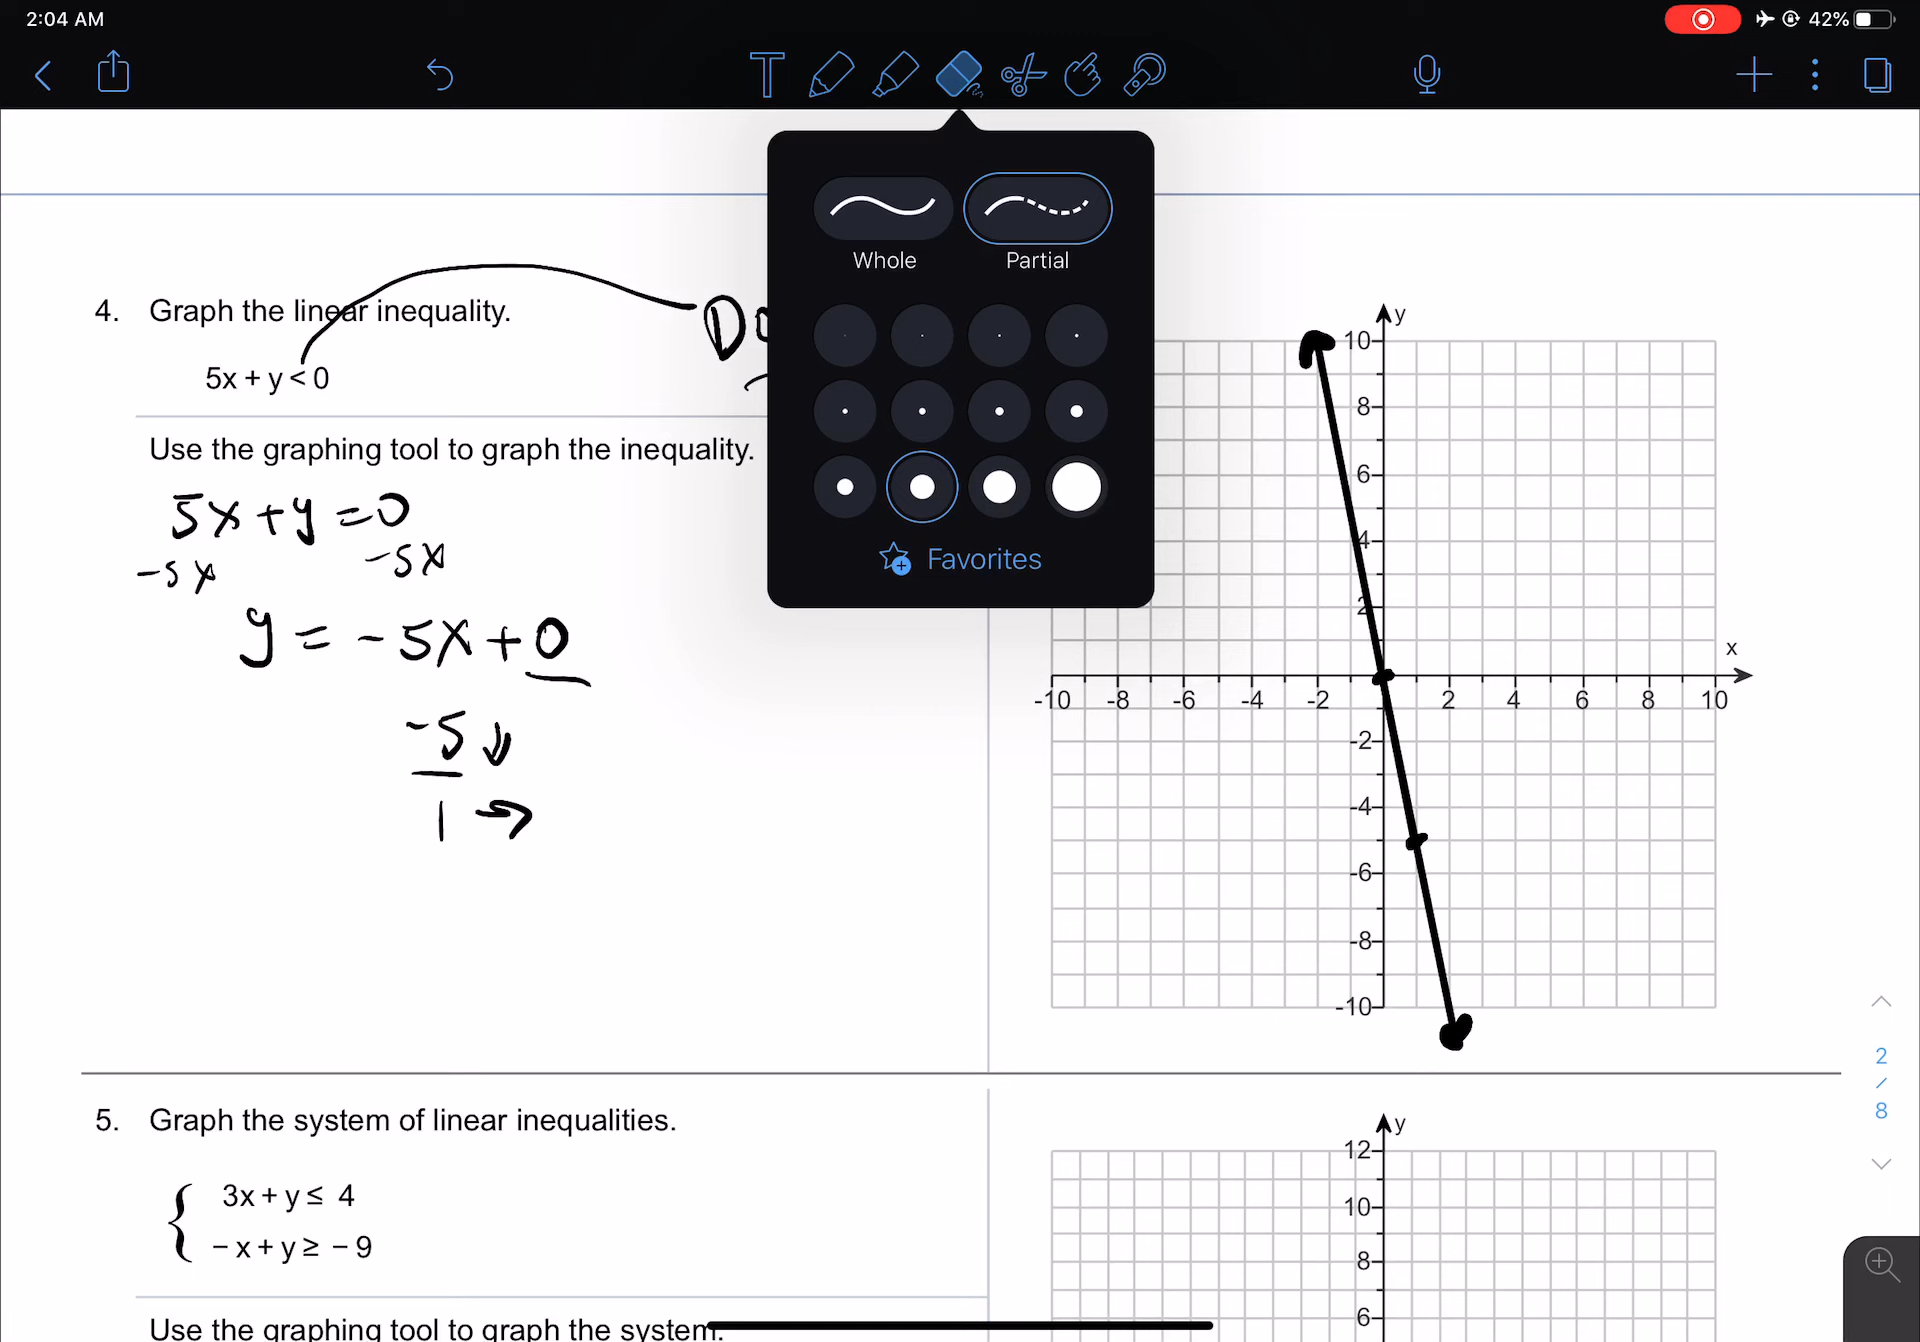 2:04 AM
42%
T
Whole Partial
Favorites
4. Graph the linear inequality.
5x + y < 0
Use the graphing tool to graph the inequality.
5x + y = 0
-5x -5x
y = -5x + 0
-5
1
y
10
8
6
4
2
x
-10 -8 -6 -4 -2 2 4 6 8 10
-2
-4
-6
-8
-10
2
/
8
5. Graph the system of linear inequalities.
3x + y ≤ 4
- x + y ≥ - 9
Use the graphing tool to graph the system.
y
12
10
8
6